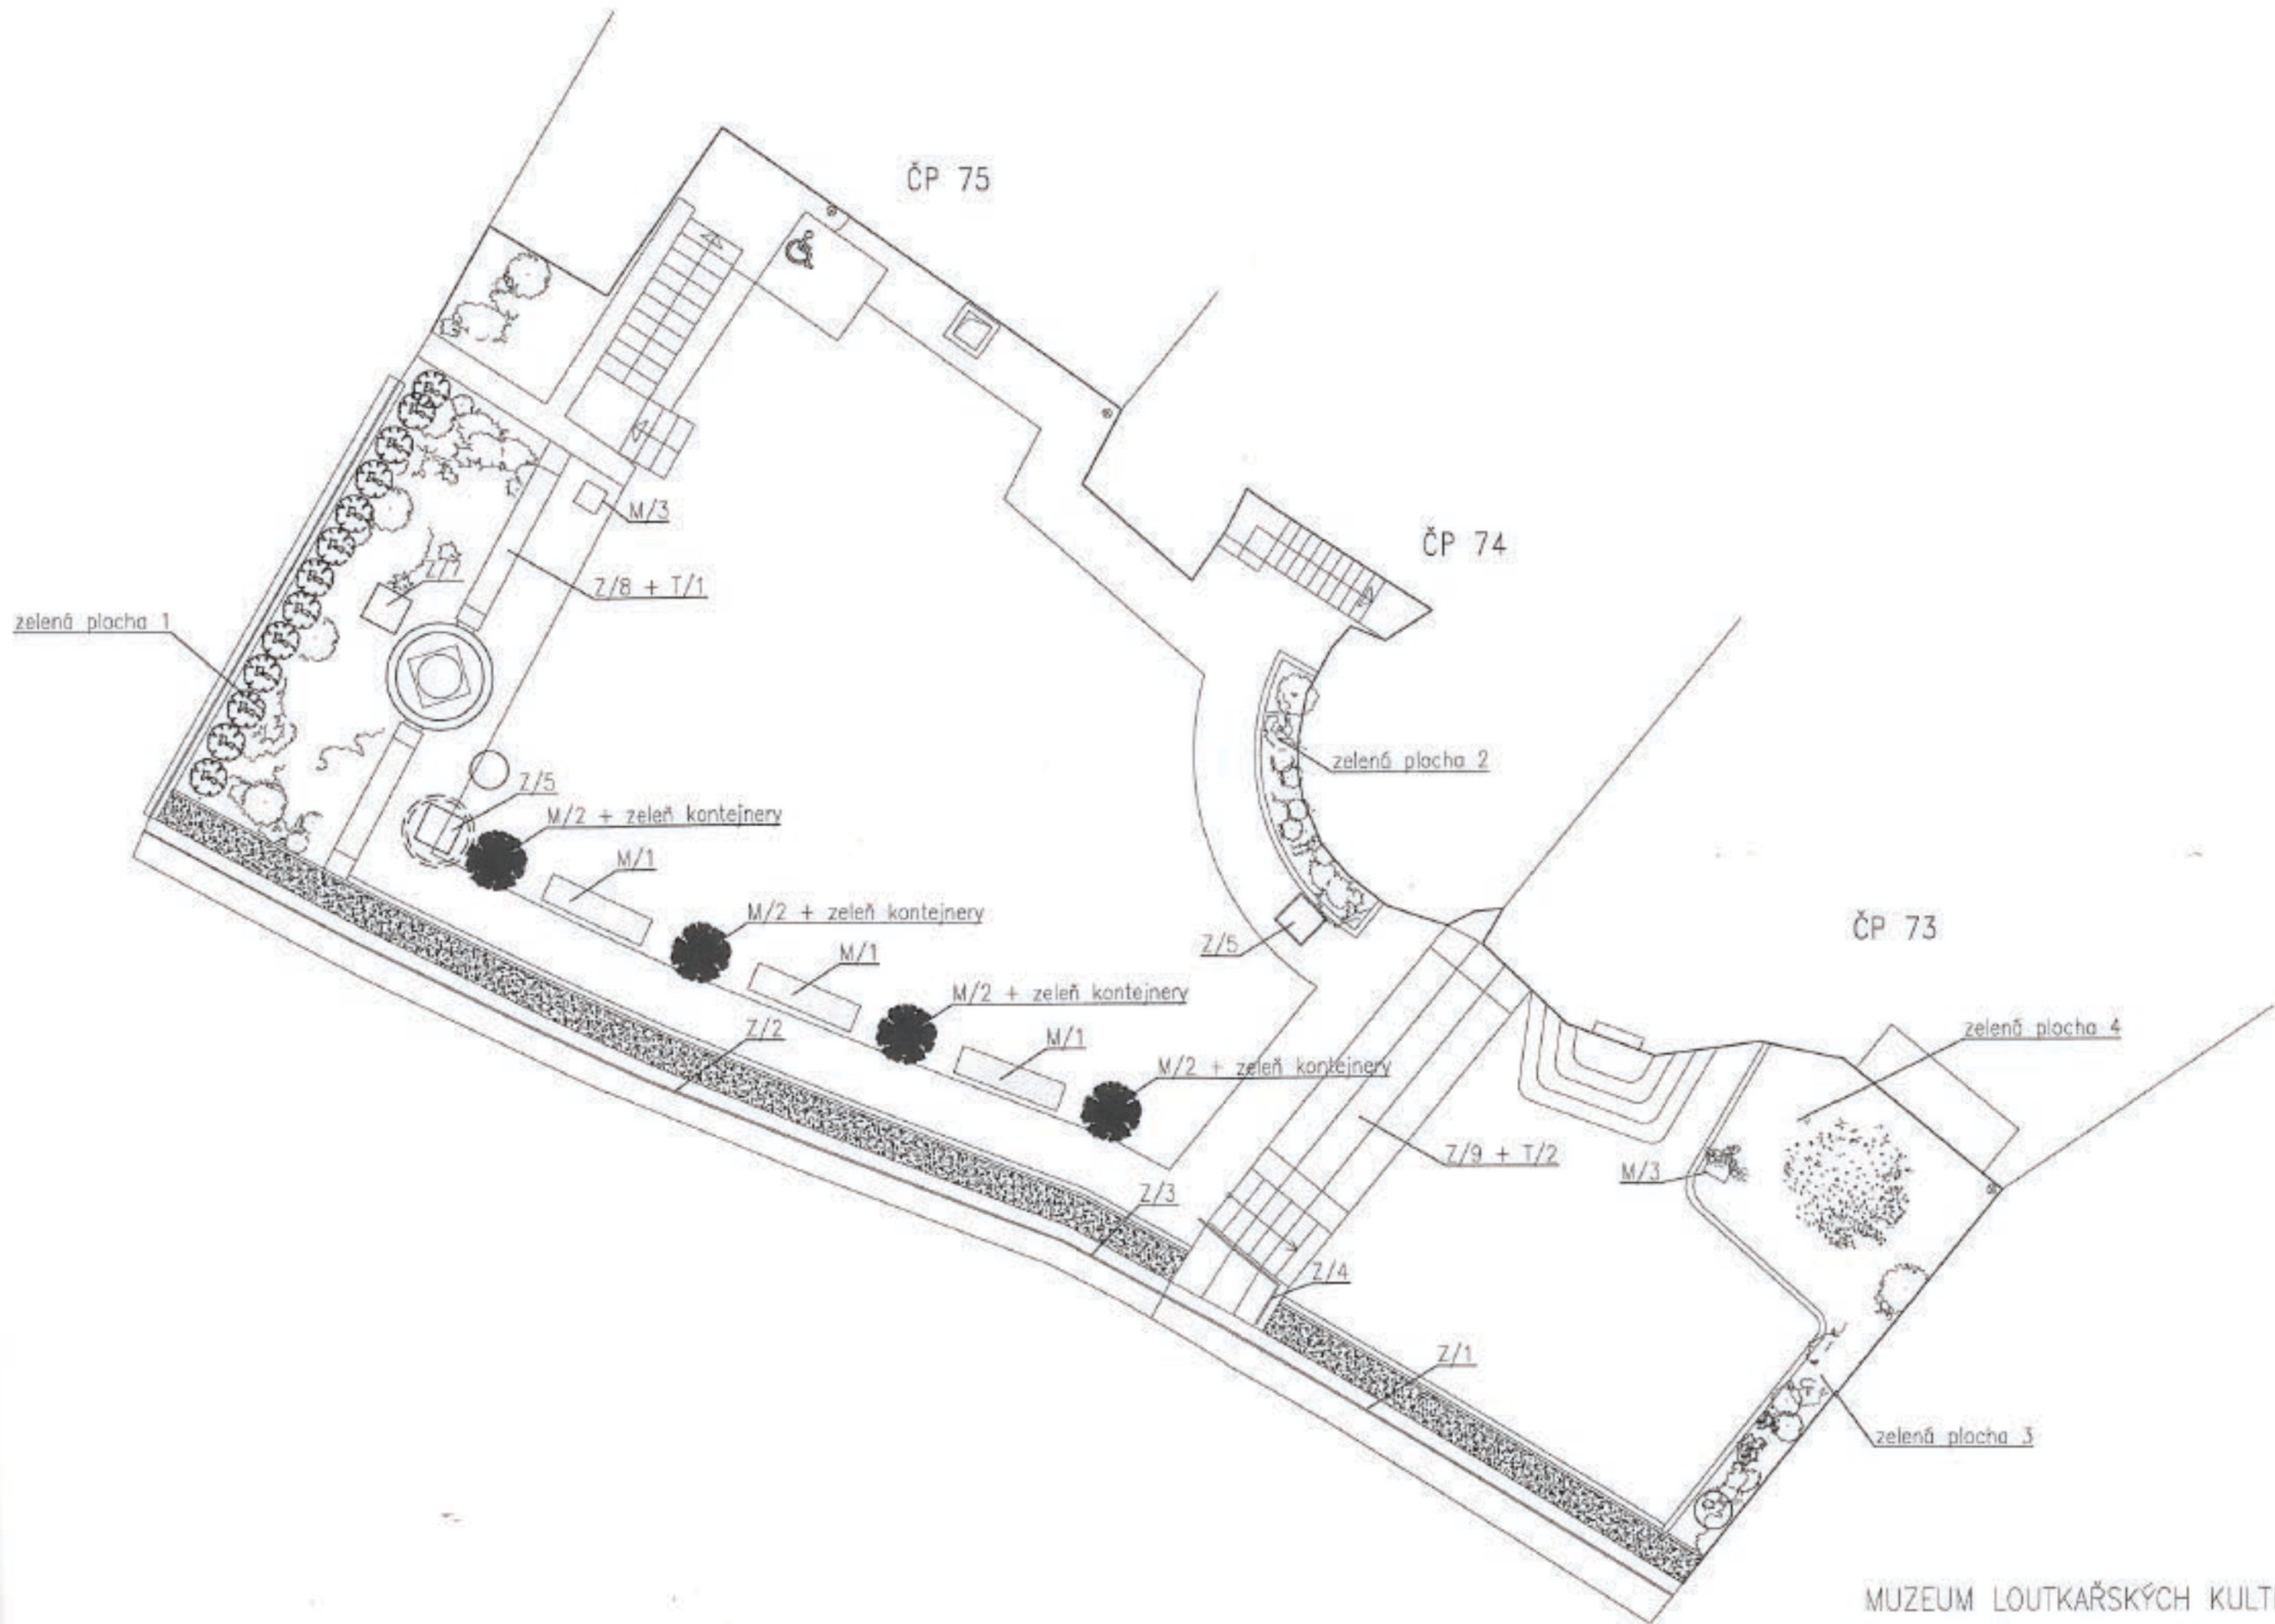 ČP 75
M/3
ČP 74
Z/7
Z/8 + T/1
zelená plocha 1
zelená plocha 2
Z/5
M/2 + zeleň kontejnery
M/1
M/2 + zeleň kontejnery
ČP 73
Z/5
M/1
M/2 + zeleň kontejnery
Z/2
M/1
zelená plocha 4
M/2 + zeleň kontejnery
Z/9 + T/2
M/3
Z/3
Z/4
Z/1
zelená plocha 3
MUZEUM LOUTKAŘSKÝCH